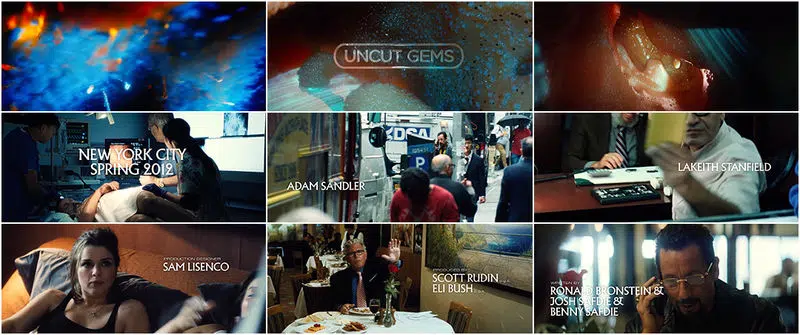 UNCUT GEMS
NEW YORK CITY
SPRING 2012
KDSA
P
ADAM SANDLER
LAKEITH STANFIELD
PRODUCTION DESIGNER
SAM LISENCO
PRODUCED BY
SCOTT RUDIN
ELI BUSH
WRITTEN BY
RONALD BRONSTEIN &
JOSH SAFDIE &
BENNY SAFDIE